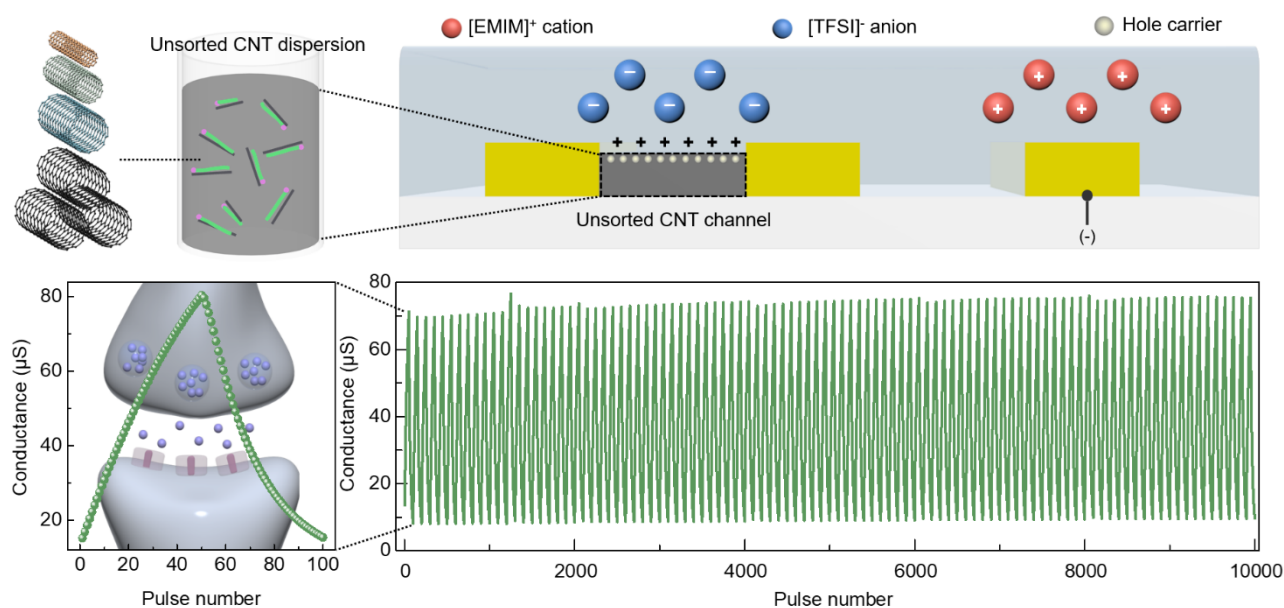 [EMIM]⁺ cation
[TFSI]⁻ anion
Hole carrier
Unsorted CNT dispersion
− − − − −
+ + + + +
+ + + + + +
Unsorted CNT channel
(-)
80
60
40
20
Conductance (µS)
0 20 40 60 80 100
Pulse number
80
60
40
20
0
Conductance (µS)
0 2000 4000 6000 8000 10000
Pulse number